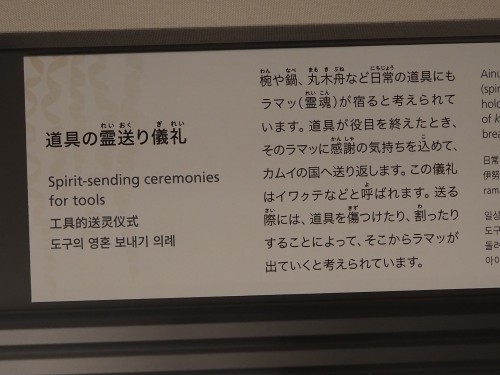 道具の霊送り儀礼
Spirit-sending ceremonies
for tools
工具的送灵仪式
도구의 영혼 보내기 의례
椀や鍋、丸木舟など日常の道具にも
ラマッ(霊魂)が宿ると考えられて
います。道具が役目を終えたとき、
そのラマッに感謝の気持ちを込めて、
カムイの国へ送り返します。この儀礼
はイワㇰテなどと呼ばれます。送る
際には、道具を傷つけたり、割ったり
することによって、そこからラマッが
出ていくと考えられています。
Ainu
(spir
hold
of k
brea
日常
伊努
rama
일상
도구
돌려
아이